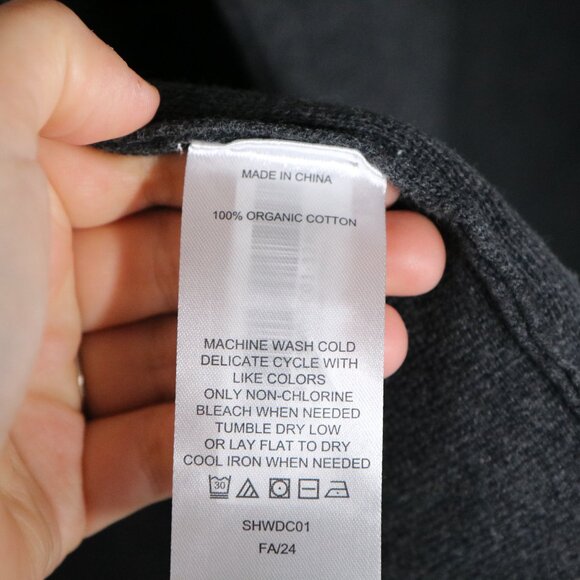 MADE IN CHINA
100% ORGANIC COTTON
MACHINE WASH COLD
DELICATE CYCLE WITH
LIKE COLORS
ONLY NON-CHLORINE
BLEACH WHEN NEEDED
TUMBLE DRY LOW
OR LAY FLAT TO DRY
COOL IRON WHEN NEEDED
30
SHWDC01
FA/24